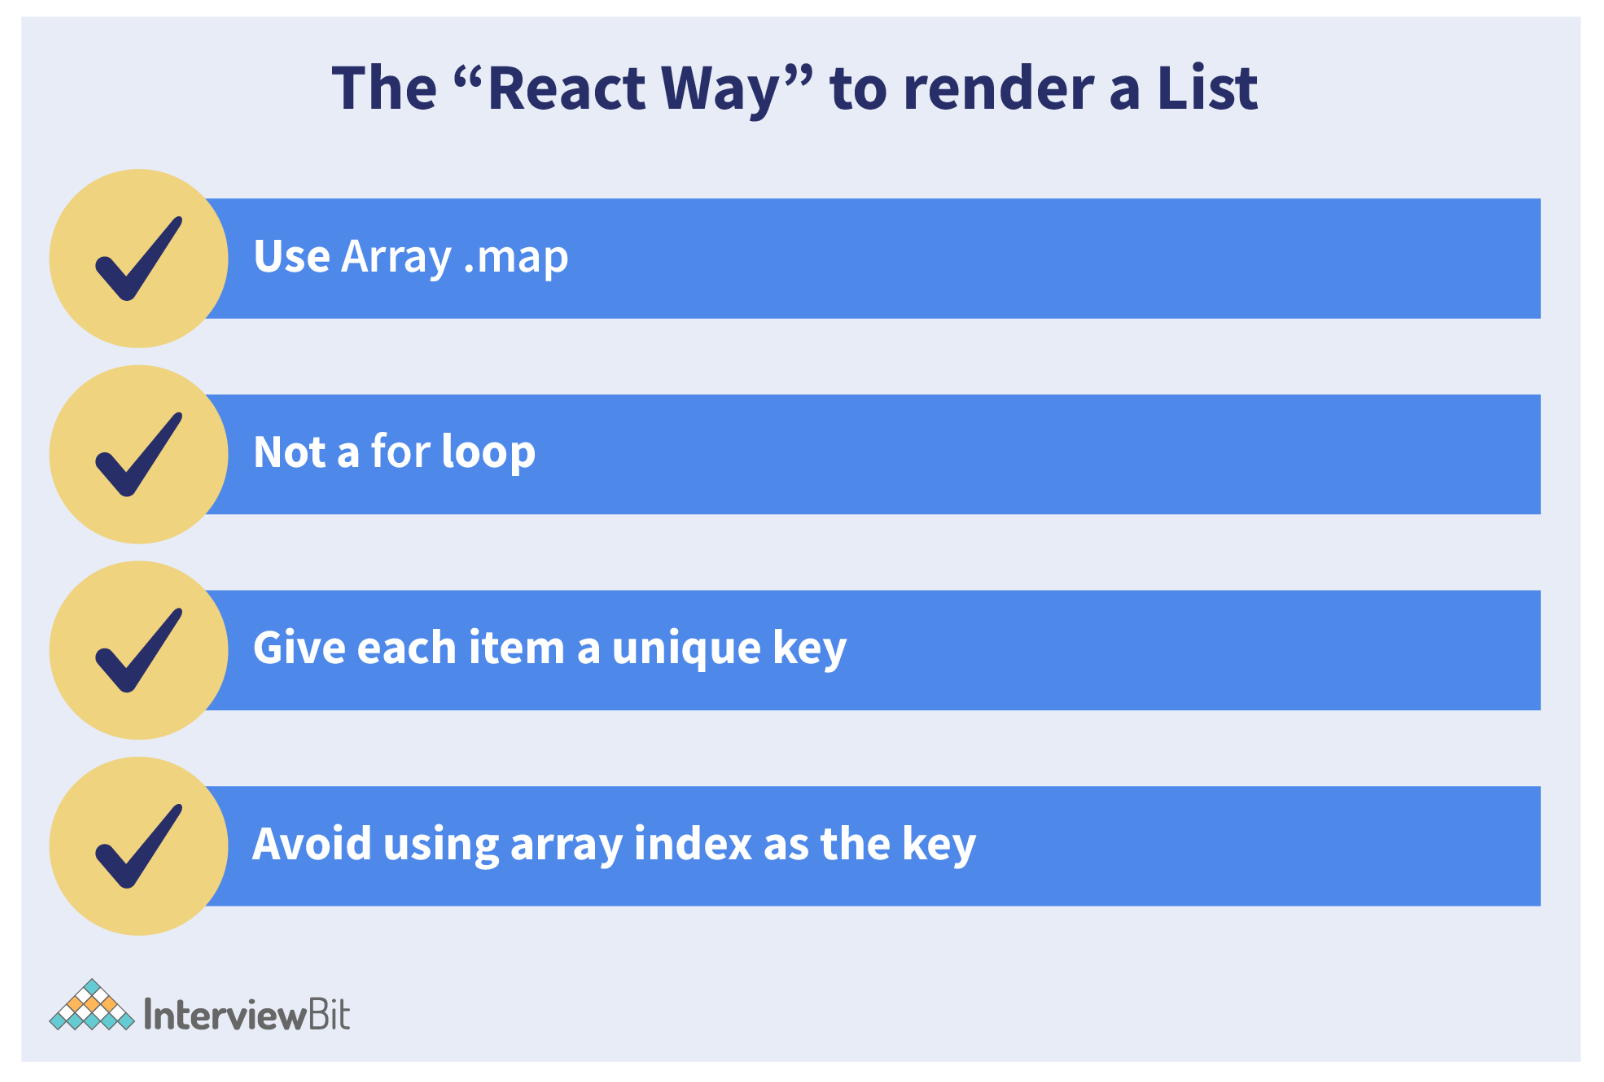 The “React Way” to render a List
Use Array .map
Not a for loop
Give each item a unique key
Avoid using array index as the key
InterviewBit